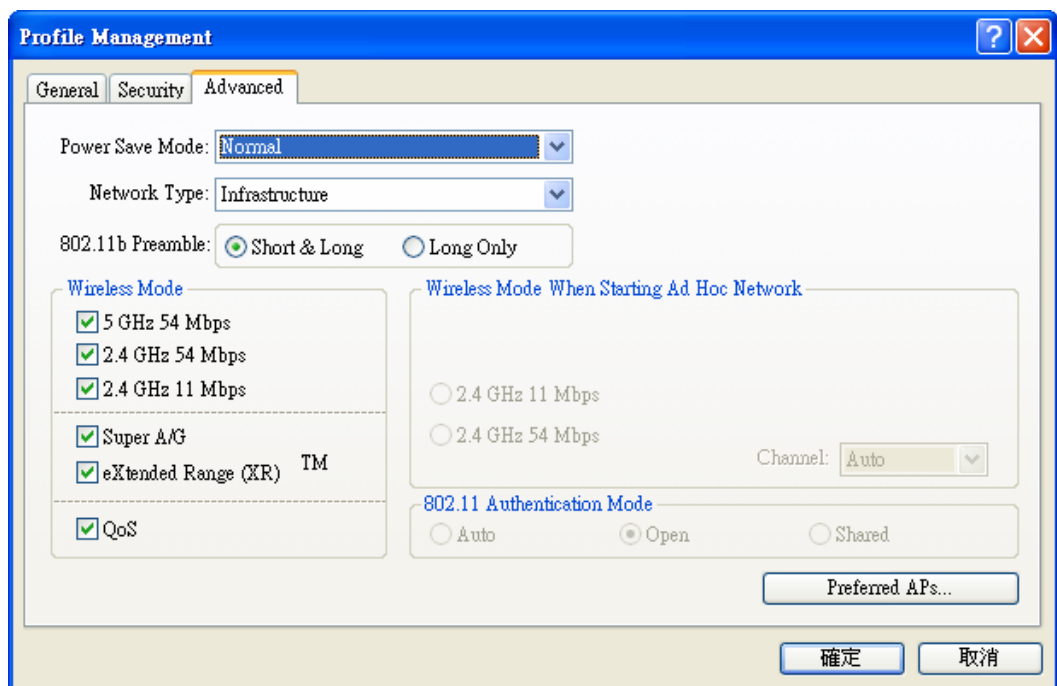 Profile Management
General Security Advanced
Power Save Mode: Normal
Network Type: Infrastructure
802.11b Preamble: Short & Long Long Only
Wireless Mode
5 GHz 54 Mbps
2.4 GHz 54 Mbps
2.4 GHz 11 Mbps
Super A/G
eXtended Range (XR) TM
QoS
Wireless Mode When Starting Ad Hoc Network
2.4 GHz 11 Mbps
2.4 GHz 54 Mbps
Channel: Auto
802.11 Authentication Mode
Auto Open Shared
Preferred APs...
確定 取消